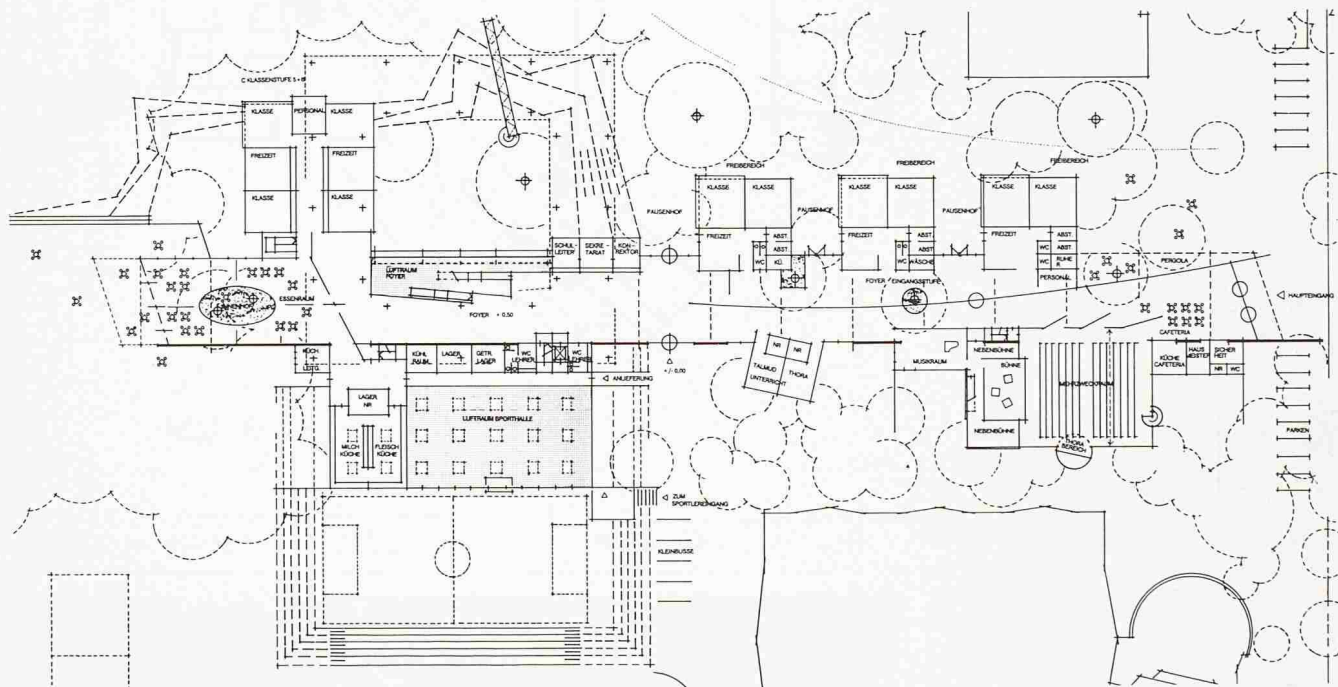 C KLASSENSTUFE 5 + 6
KLASSE
PERSONAL
KLASSE
FREIZEIT
FREIZEIT
KLASSE
KLASSE
FREIBEREICH
FREIBEREICH
FREIBEREICH
KLASSE
KLASSE
KLASSE
KLASSE
KLASSE
KLASSE
PAUSENHOF
PAUSENHOF
PAUSENHOF
FREIZEIT
ABST.
ABST.
WC
KÜ.
FREIZEIT
ABST.
ABST.
WC
WÄSCHE
FREIZEIT
ABST.
WC
ABST.
WC
RUHE
R
PERSONAL
PERGOLA
SCHUL-
LEITER
SEKRE-
TARIAT
KON-
REKTOR
LUFTRAUM
FOYER
ESSENRAUM
FOYER + 0.50
FOYER / EINGANGSSTUFE
HAUPTEINGANG
CAFETERIA
KÜCH.
LEITG.
KÜHL
RAUM
LAGER
GETR.
LAGER
WC
LEHRER
WC
LEHRER
+/- 0,00
ANLIEFERUNG
NR
NR
TALMUD
THORA
UNTERRICHT
MUSIKRAUM
NEBENBÜHNE
BÜHNE
NEBENBÜHNE
MEHRZWECKRAUM
THORA
BEREICH
KÜCHE
CAFETERIA
HAUS
MEISTER
SICHER
HEIT
NR
WC
LAGER
NR
MILCH
KÜCHE
FLEISCH
KÜCHE
LUFTRAUM SPORTHALLE
PARKEN
ZUM
SPORTLEREINGANG
KLEINBUSSE